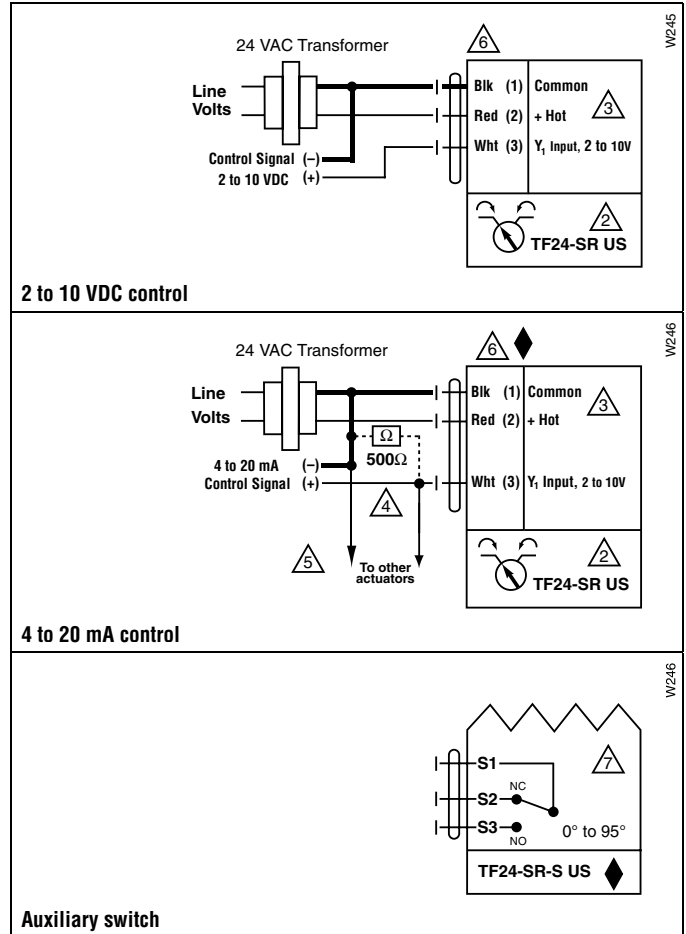 W245
24 VAC Transformer
6
Line
Volts
Blk (1) Common
3
Red (2) + Hot
Wht (3) Y1 Input, 2 to 10V
Control Signal (–)
2 to 10 VDC (+)
2
TF24-SR US
2 to 10 VDC control
W246
24 VAC Transformer
6
Line
Volts
Blk (1) Common
3
Red (2) + Hot
Ω
500Ω
4 to 20 mA (–)
Control Signal (+)
Wht (3) Y1 Input, 2 to 10V
4
5
To other
actuators
2
TF24-SR US
4 to 20 mA control
W246
7
S1
NC
S2
S3
NO
0° to 95°
TF24-SR-S US
Auxiliary switch